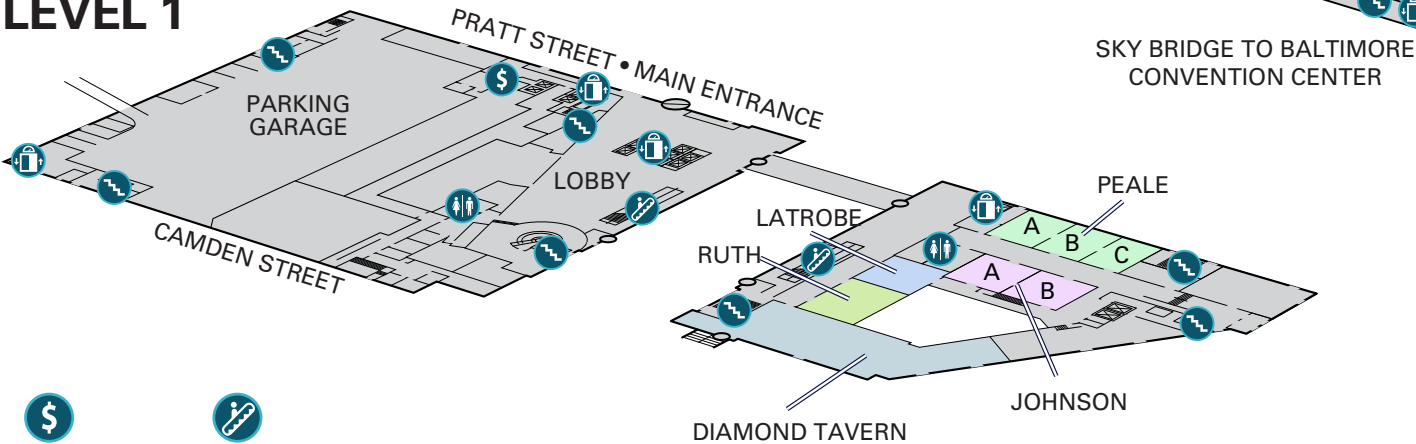 LEVEL 1
PRATT STREET • MAIN ENTRANCE
SKY BRIDGE TO BALTIMORE
CONVENTION CENTER
$
PARKING
GARAGE
LOBBY
CAMDEN STREET
PEALE
LATROBE
RUTH
A
B
C
A
B
JOHNSON
DIAMOND TAVERN
$